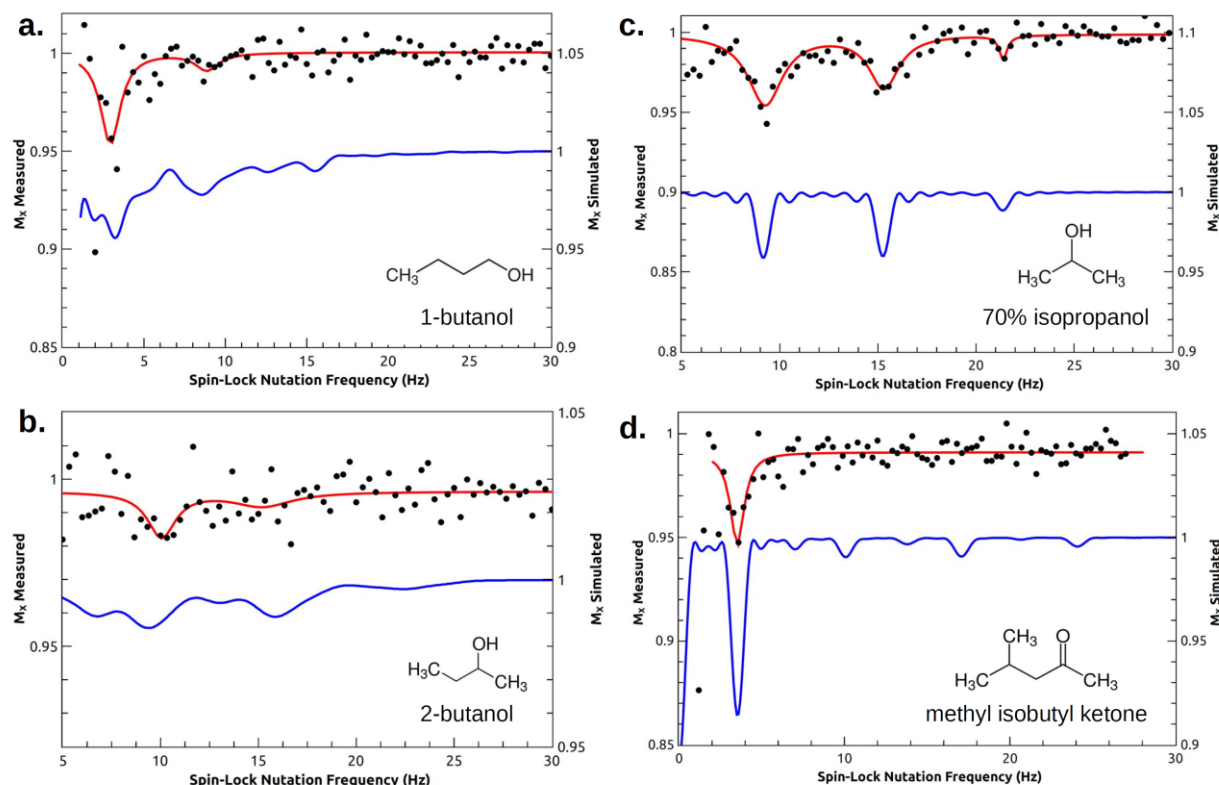 a.
1
0.95
0.9
0.85
1.05
1
0.95
0.9
Mx Measured
Mx Simulated
CH3
OH
1-butanol
0 5 10 15 20 25 30
Spin-Lock Nutation Frequency (Hz)
c.
1
0.95
0.9
0.85
0.8
1.10
1.05
1
0.95
0.9
Mx Measured
Mx Simulated
OH
H3C CH3
70% isopropanol
5 10 15 20 25 30
Spin-Lock Nutation Frequency (Hz)
b.
1
0.95
1.05
1
0.95
Mx Measured
Mx Simulated
OH
H3C
CH3
2-butanol
5 10 15 20 25 30
Spin-Lock Nutation Frequency (Hz)
d.
1
0.95
0.9
0.85
1.05
1
0.95
0.9
Mx Measured
Mx Simulated
CH3 O
H3C CH3
methyl isobutyl ketone
0 10 20 30
Spin-Lock Nutation Frequency (Hz)